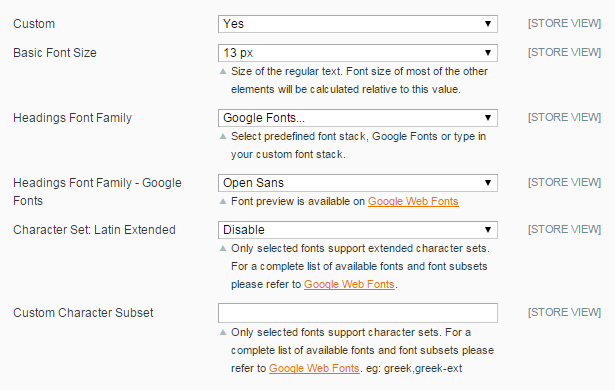 Custom Yes [STORE VIEW]
Basic Font Size 13 px [STORE VIEW]
Size of the regular text. Font size of most of the other
elements will be calculated relative to this value.
Headings Font Family Google Fonts... [STORE VIEW]
Select predefined font stack, Google Fonts or type in
your custom font stack.
Headings Font Family - Google Open Sans [STORE VIEW]
Fonts Font preview is available on Google Web Fonts
Character Set: Latin Extended Disable [STORE VIEW]
Only selected fonts support extended character sets.
For a complete list of available fonts and font subsets
please refer to Google Web Fonts.
Custom Character Subset [STORE VIEW]
Only selected fonts support character sets. For a
complete list of available fonts and font subsets please
refer to Google Web Fonts. eg: greek,greek-ext